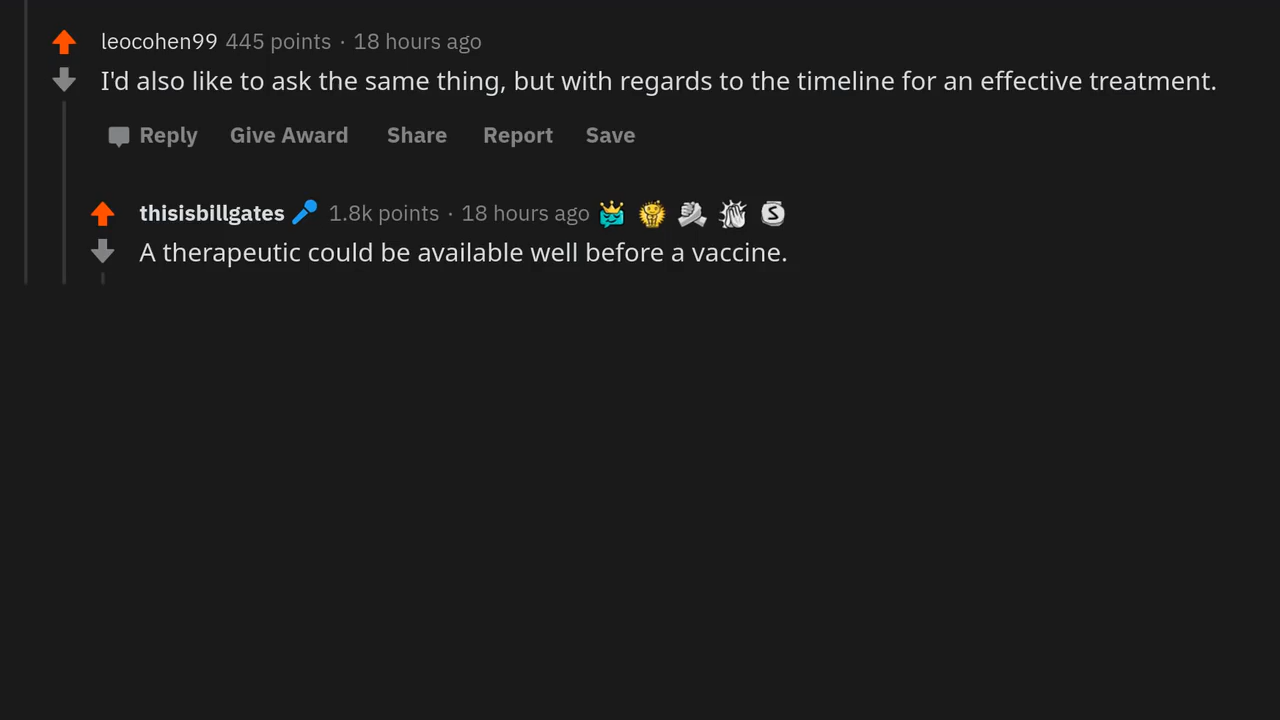 leocohen99 445 points · 18 hours ago
I'd also like to ask the same thing, but with regards to the timeline for an effective treatment.
Reply Give Award Share Report Save
thisisbillgates 1.8k points · 18 hours ago S
A therapeutic could be available well before a vaccine.